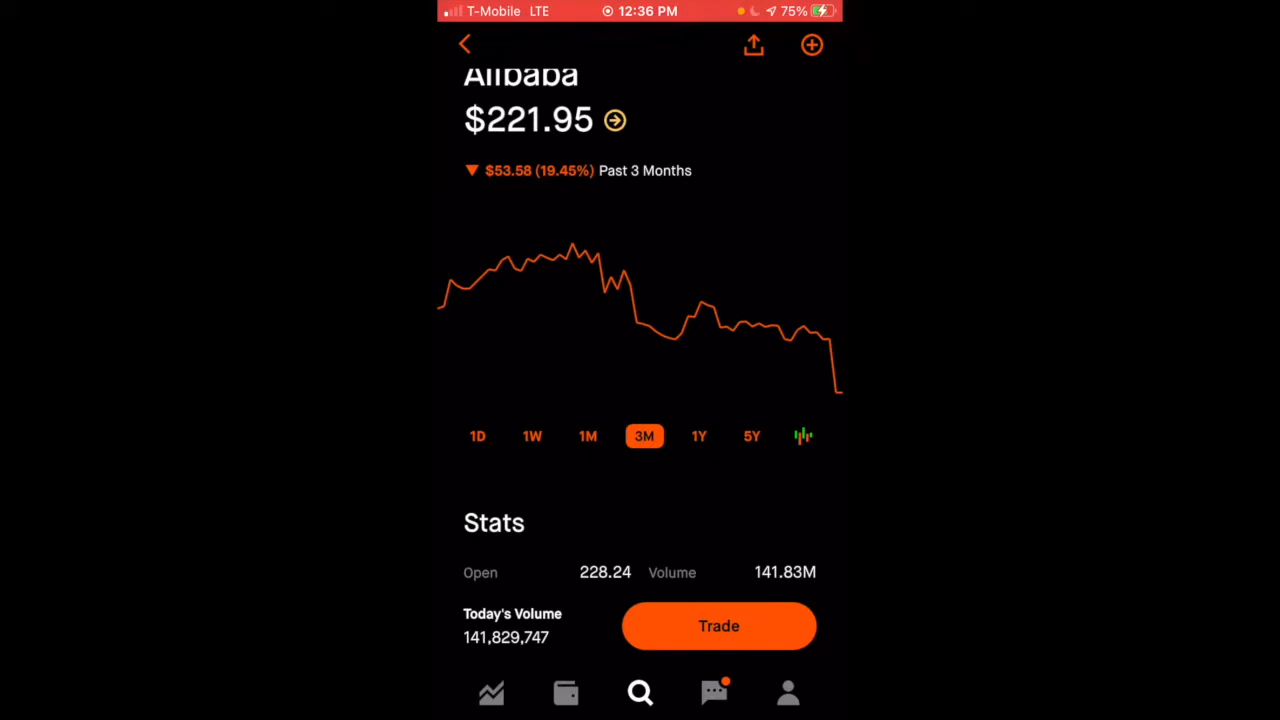 T-Mobile LTE 12:36 PM 75%
Alibaba
$221.95
$53.58 (19.45%) Past 3 Months
1D 1W 1M 3M 1Y 5Y
Stats
Open 228.24 Volume 141.83M
Today's Volume
141,829,747
Trade